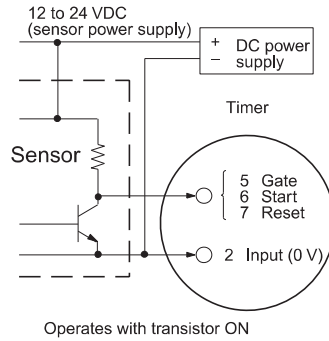 12 to 24 VDC
(sensor power supply)
+ DC power
− supply
Timer
Sensor
5 Gate
6 Start
7 Reset
2 Input (0 V)
Operates with transistor ON